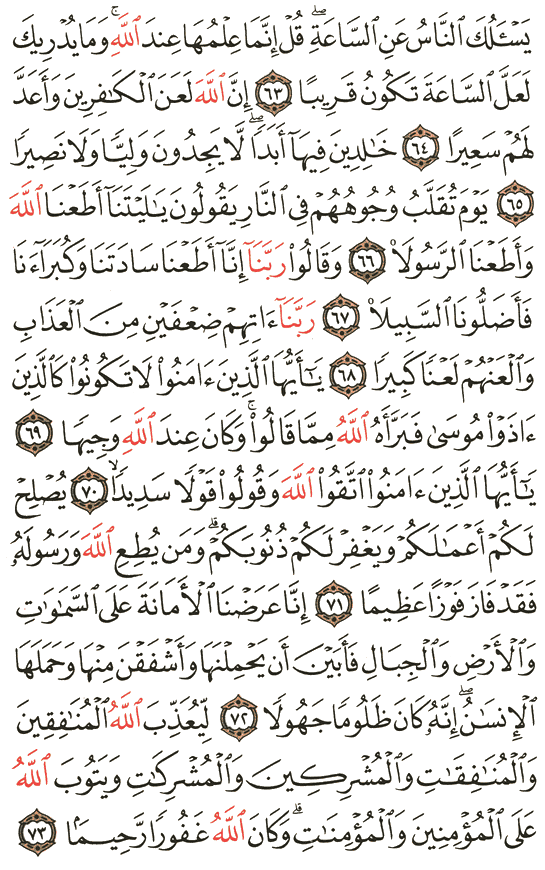 يَسْـَٔلُكَ ٱلنَّاسُ عَنِ ٱلسَّاعَةِۖ قُلْ إِنَّمَا عِلْمُهَا عِندَ ٱللَّهِۚ وَمَا يُدْرِيكَ
لَعَلَّ ٱلسَّاعَةَ تَكُونُ قَرِيبًا ٦٣ إِنَّ ٱللَّهَ لَعَنَ ٱلْكَٰفِرِينَ وَأَعَدَّ
لَهُمْ سَعِيرًا ٦٤ خَٰلِدِينَ فِيهَآ أَبَدًاۖ لَّا يَجِدُونَ وَلِيًّا وَلَا نَصِيرًا
٦٥ يَوْمَ تُقَلَّبُ وُجُوهُهُمْ فِى ٱلنَّارِ يَقُولُونَ يَٰلَيْتَنَآ أَطَعْنَا ٱللَّهَ
وَأَطَعْنَا ٱلرَّسُولَا۠ ٦٦ وَقَالُوا۟ رَبَّنَآ إِنَّآ أَطَعْنَا سَادَتَنَا وَكُبَرَآءَنَا
فَأَضَلُّونَا ٱلسَّبِيلَا۠ ٦٧ رَبَّنَآ ءَاتِهِمْ ضِعْفَيْنِ مِنَ ٱلْعَذَابِ
وَٱلْعَنْهُمْ لَعْنًا كَبِيرًا ٦٨ يَٰٓأَيُّهَا ٱلَّذِينَ ءَامَنُوا۟ لَا تَكُونُوا۟ كَٱلَّذِينَ
ءَاذَوْا۟ مُوسَىٰ فَبَرَّأَهُ ٱللَّهُ مِمَّا قَالُوا۟ۚ وَكَانَ عِندَ ٱللَّهِ وَجِيهًا ٦٩
يَٰٓأَيُّهَا ٱلَّذِينَ ءَامَنُوا۟ ٱتَّقُوا۟ ٱللَّهَ وَقُولُوا۟ قَوْلًا سَدِيدًا ٧٠ يُصْلِحْ
لَكُمْ أَعْمَٰلَكُمْ وَيَغْفِرْ لَكُمْ ذُنُوبَكُمْۗ وَمَن يُطِعِ ٱللَّهَ وَرَسُولَهُۥ
فَقَدْ فَازَ فَوْزًا عَظِيمًا ٧١ إِنَّا عَرَضْنَا ٱلْأَمَانَةَ عَلَى ٱلسَّمَٰوَٰتِ
وَٱلْأَرْضِ وَٱلْجِبَالِ فَأَبَيْنَ أَن يَحْمِلْنَهَا وَأَشْفَقْنَ مِنْهَا وَحَمَلَهَا
ٱلْإِنسَٰنُۖ إِنَّهُۥ كَانَ ظَلُومًا جَهُولًا ٧٢ لِّيُعَذِّبَ ٱللَّهُ ٱلْمُنَٰفِقِينَ
وَٱلْمُنَٰفِقَٰتِ وَٱلْمُشْرِكِينَ وَٱلْمُشْرِكَٰتِ وَيَتُوبَ ٱللَّهُ
عَلَى ٱلْمُؤْمِنِينَ وَٱلْمُؤْمِنَٰتِۗ وَكَانَ ٱللَّهُ غَفُورًا رَّحِيمًۢا ٧٣